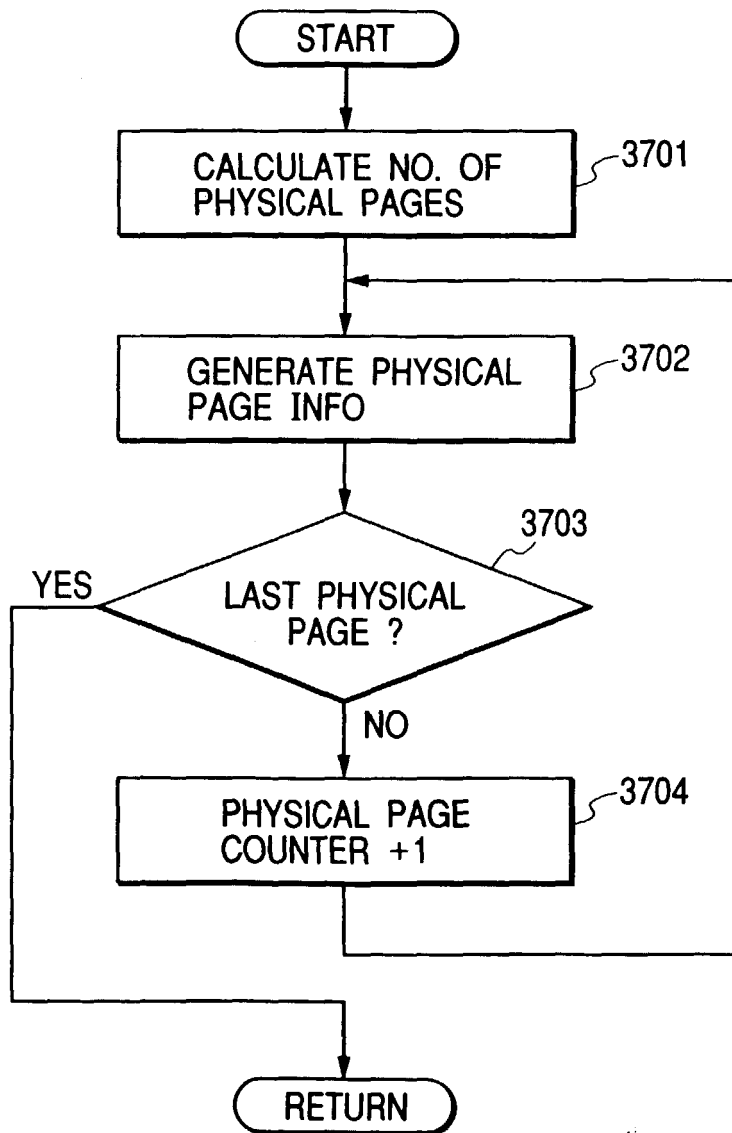 START
CALCULATE NO. OF
PHYSICAL PAGES
3701
GENERATE PHYSICAL
PAGE INFO
3702
3703
YES
LAST PHYSICAL
PAGE ?
NO
PHYSICAL PAGE
COUNTER +1
3704
RETURN